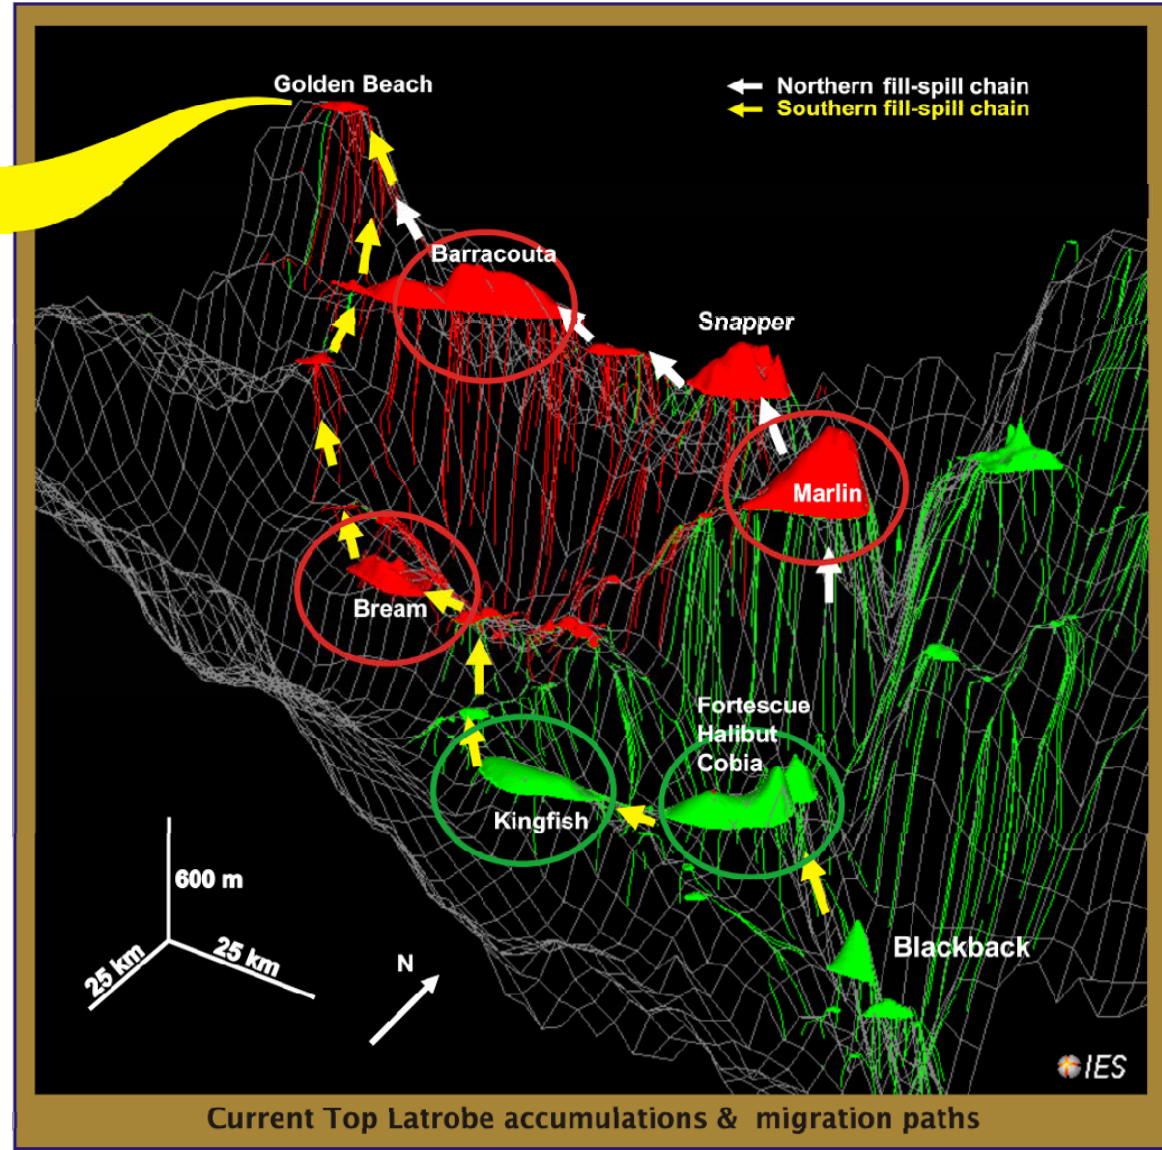 Golden Beach
Northern fill-spill chain
Southern fill-spill chain
Barracouta
Snapper
Marlin
Bream
Fortescue
Halibut
Cobia
Kingfish
600 m
25 km
25 km
N
Blackback
IES
Current Top Latrobe accumulations & migration paths